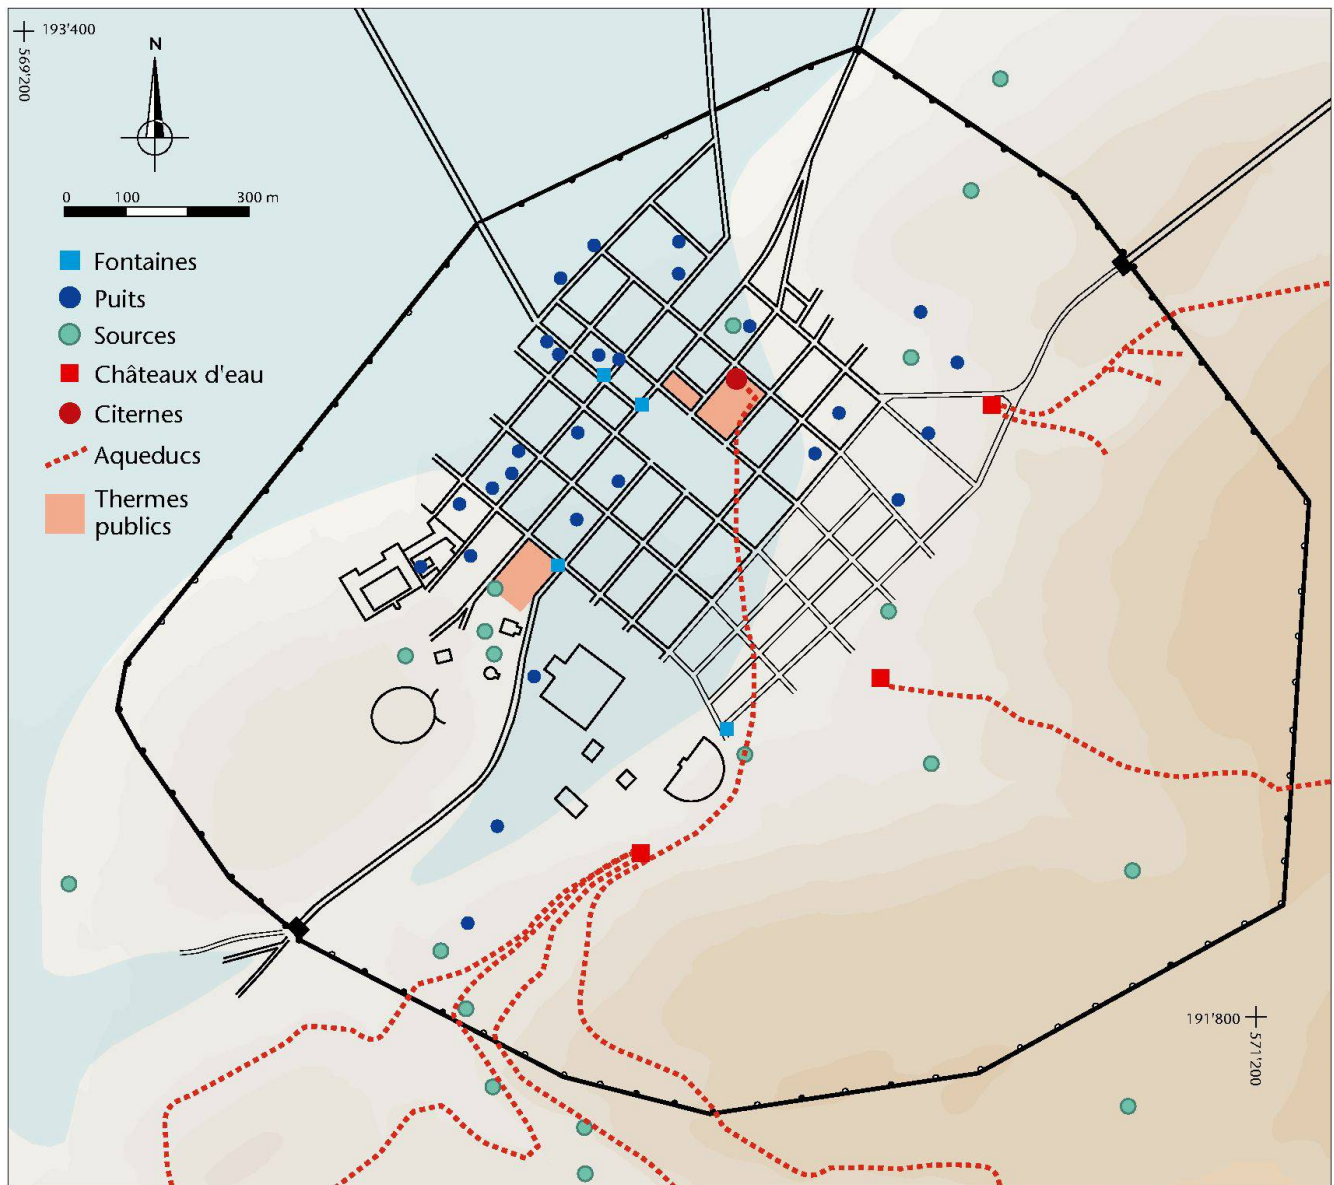 193'400
569'200
N
0 100 300 m
Fontaines
Puits
Sources
Châteaux d'eau
Citernes
Aqueducs
Thermes
publics
191'800
571'200